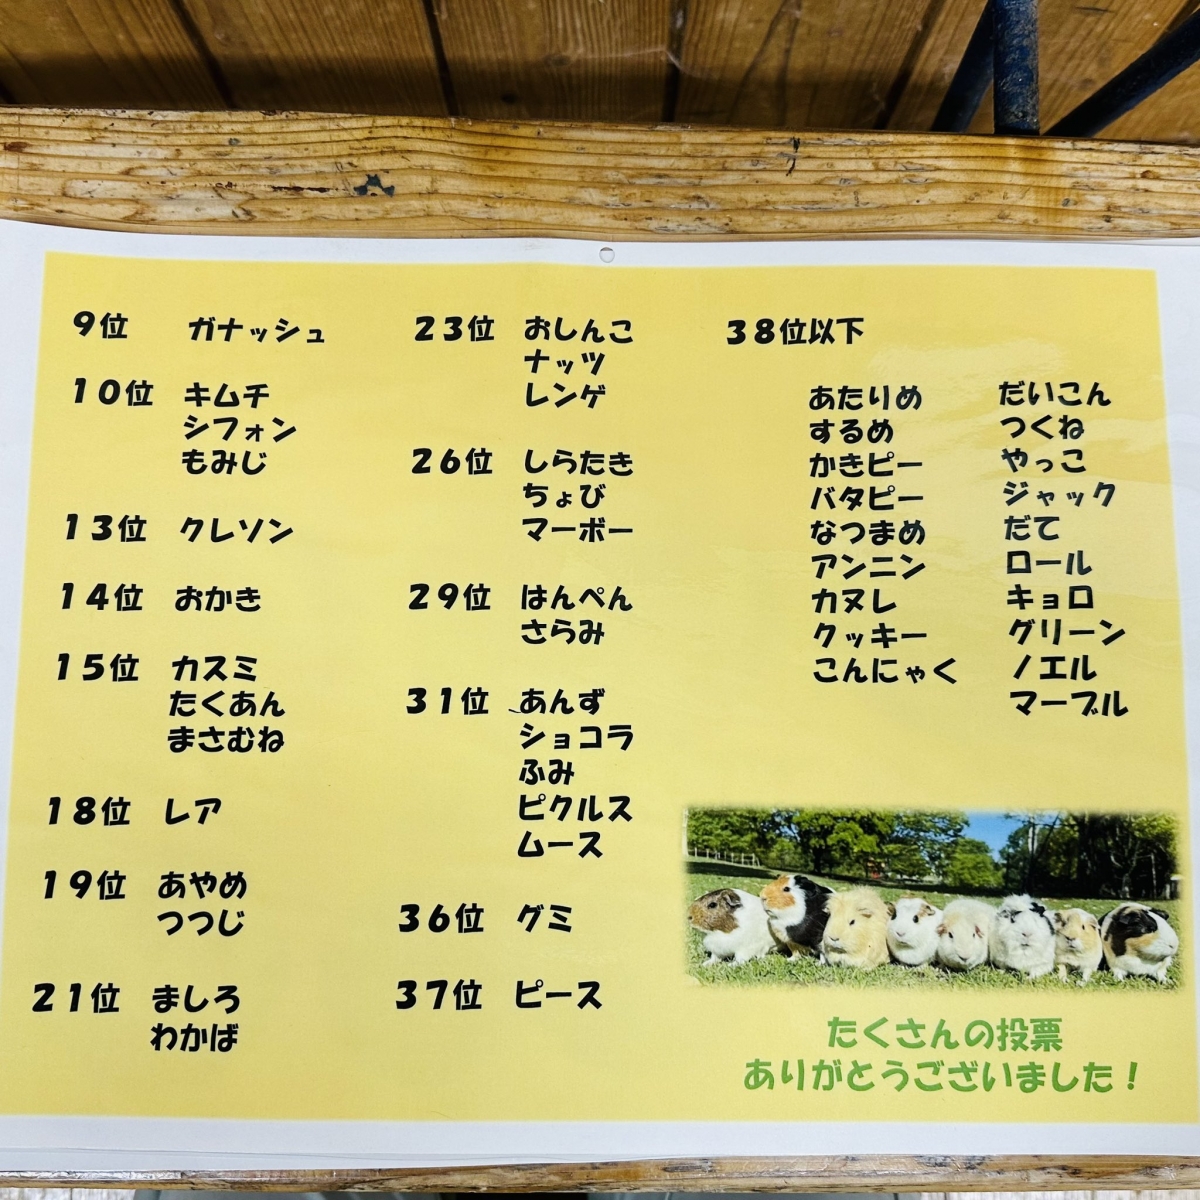 9位 ガナッシュ
10位 キムチ
シフォン
もみじ
13位 クレソン
14位 おかき
15位 カスミ
たくあん
まさむね
18位 レア
19位 あやめ
つつじ
21位 ましろ
わかば
23位 おしんこ
ナッツ
レンゲ
26位 しらたき
ちょび
マーボー
29位 はんぺん
さらみ
31位 あんず
ショコラ
ふみ
ピクルス
ムース
36位 グミ
37位 ピース
38位以下
あたりめ
するめ
かきピー
バタピー
なつまめ
アンニン
カヌレ
クッキー
こんにゃく
だいこん
つくね
やっこ
ジャック
だて
ロール
キョロ
グリーン
ノエル
マーブル
たくさんの投票
ありがとうございました！